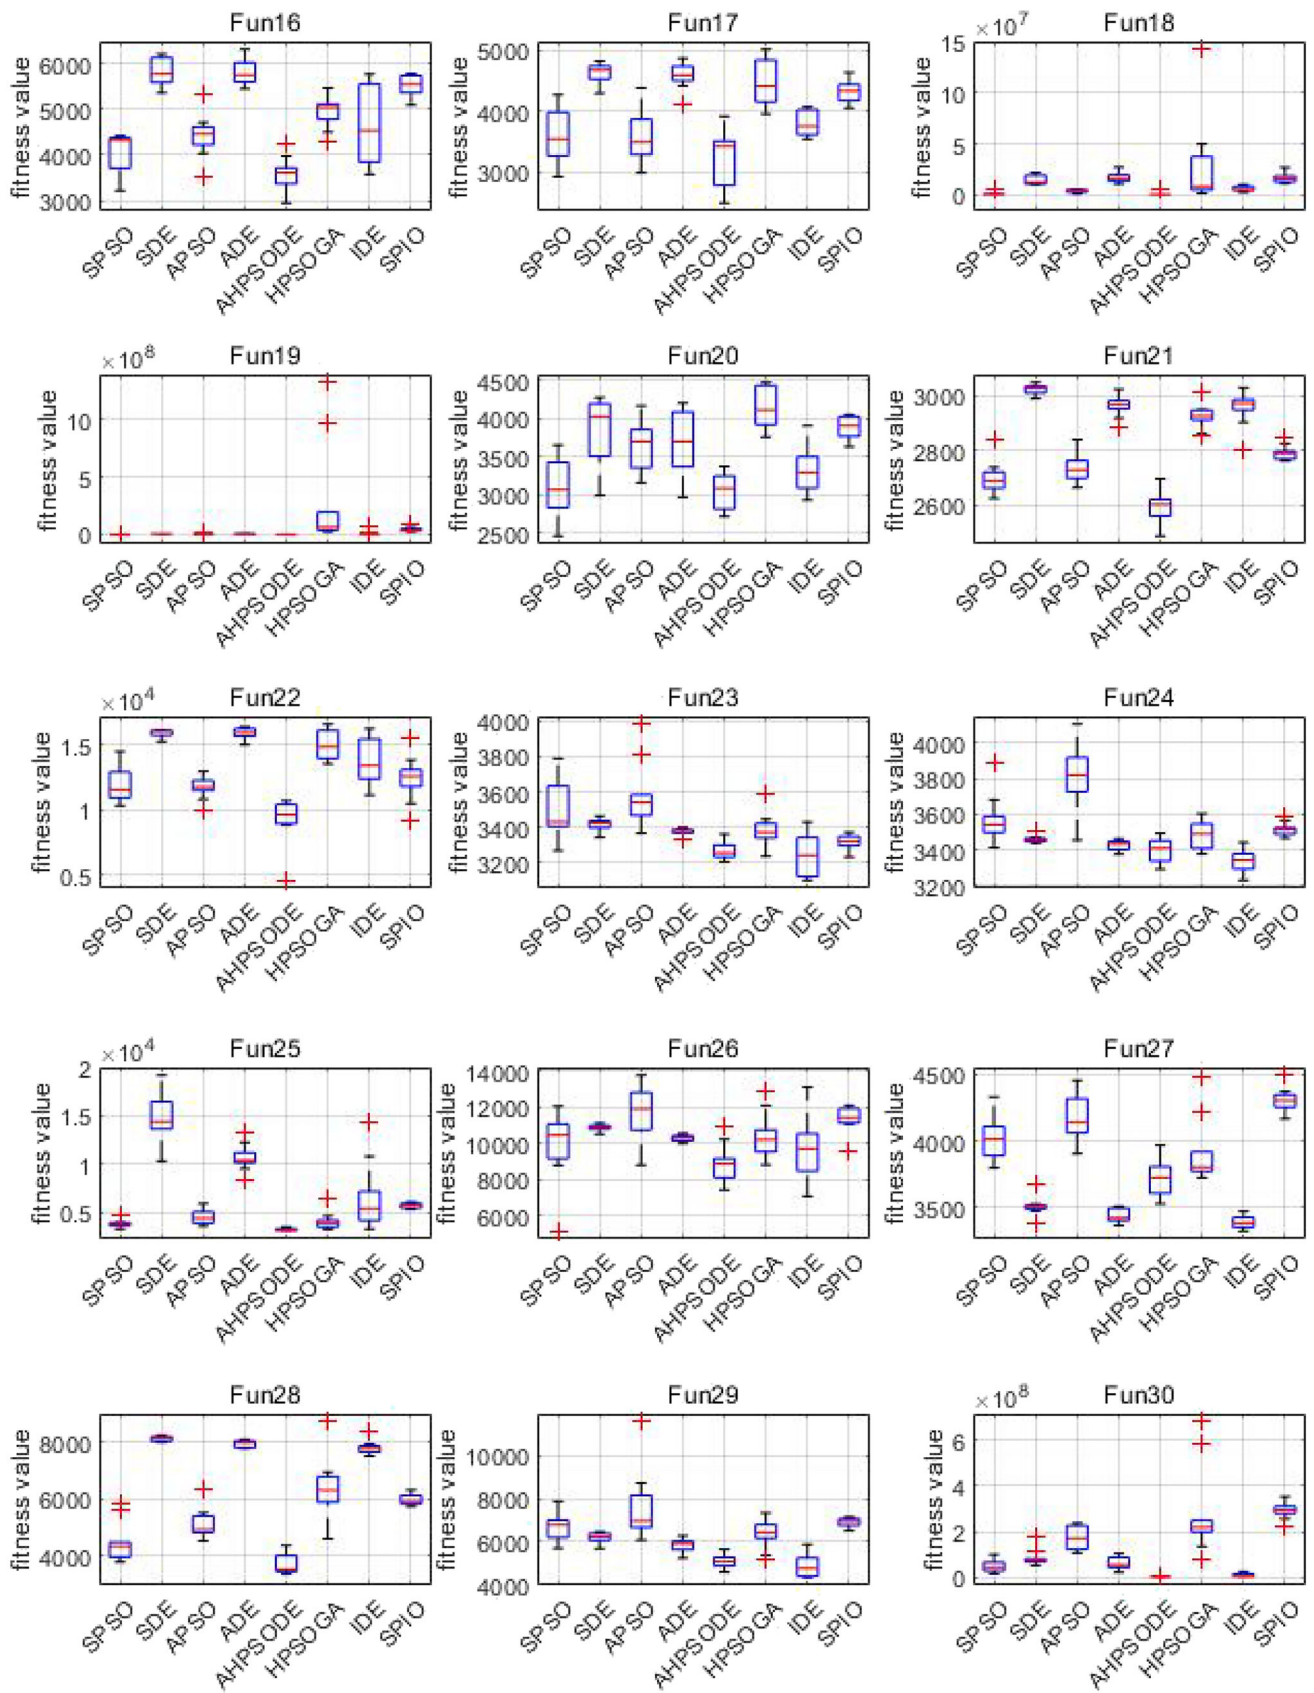 Fun16
fitness value
6000
5000
4000
3000
SPSO
SDE
APSO
ADE
AHPSODE
HPSOGA
IDE
SPIO
Fun17
5000
4000
3000
SPSO
SDE
APSO
ADE
AHPSODE
HPSOGA
IDE
SPIO
×10^7
Fun18
fitness value
15
10
5
0
SPSO
SDE
APSO
ADE
AHPSODE
HPSOGA
IDE
SPIO
×10^8
Fun19
fitness value
10
5
0
SPSO
SDE
APSO
ADE
AHPSODE
HPSOGA
IDE
SPIO
Fun20
fitness value
4500
4000
3500
3000
2500
SPSO
SDE
APSO
ADE
AHPSODE
HPSOGA
IDE
SPIO
Fun21
fitness value
3000
2800
2600
SPSO
SDE
APSO
ADE
AHPSODE
HPSOGA
IDE
SPIO
×10^4
Fun22
fitness value
1.5
1
0.5
SPSO
SDE
APSO
ADE
AHPSODE
HPSOGA
IDE
SPIO
Fun23
fitness value
4000
3800
3600
3400
3200
SPSO
SDE
APSO
ADE
AHPSODE
HPSOGA
IDE
SPIO
Fun24
fitness value
4000
3800
3600
3400
3200
SPSO
SDE
APSO
ADE
AHPSODE
HPSOGA
IDE
SPIO
×10^4
Fun25
fitness value
2
1.5
1
0.5
SPSO
SDE
APSO
ADE
AHPSODE
HPSOGA
IDE
SPIO
Fun26
fitness value
14000
12000
10000
8000
6000
SPSO
SDE
APSO
ADE
AHPSODE
HPSOGA
IDE
SPIO
Fun27
fitness value
4500
4000
3500
SPSO
SDE
APSO
ADE
AHPSODE
HPSOGA
IDE
SPIO
Fun28
fitness value
8000
6000
4000
SPSO
SDE
APSO
ADE
AHPSODE
HPSOGA
IDE
SPIO
Fun29
fitness value
10000
8000
6000
4000
SPSO
SDE
APSO
ADE
AHPSODE
HPSOGA
IDE
SPIO
×10^8
Fun30
fitness value
6
4
2
0
SPSO
SDE
APSO
ADE
AHPSODE
HPSOGA
IDE
SPIO